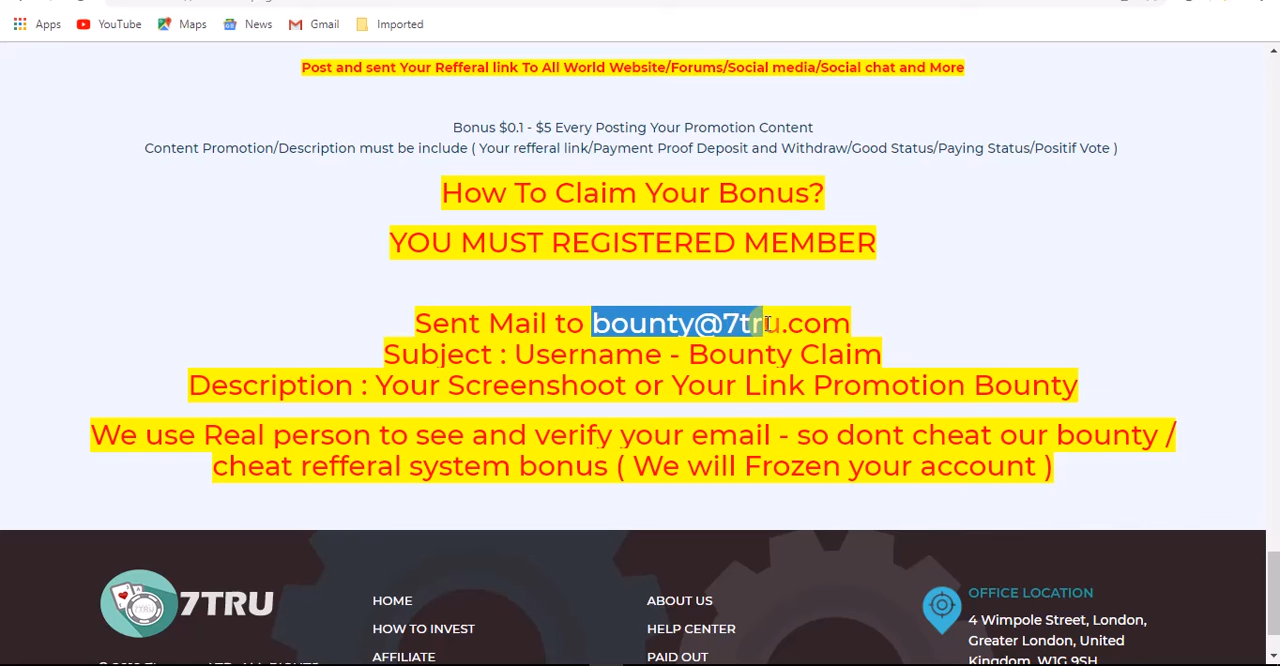 Apps YouTube Maps News Gmail Imported
Post and sent Your Refferal link To All World Website/Forums/Social media/Social chat and More
Bonus $0.1 - $5 Every Posting Your Promotion Content
Content Promotion/Description must be include ( Your refferal link/Payment Proof Deposit and Withdraw/Good Status/Paying Status/Positif Vote )
How To Claim Your Bonus?
YOU MUST REGISTERED MEMBER
Sent Mail to bounty@7tru.com
Subject : Username - Bounty Claim
Description : Your Screenshoot or Your Link Promotion Bounty
We use Real person to see and verify your email - so dont cheat our bounty /
cheat refferal system bonus ( We will Frozen your account )
7TRU
HOME
HOW TO INVEST
AFFILIATE
ABOUT US
HELP CENTER
PAID OUT
OFFICE LOCATION
4 Wimpole Street, London,
Greater London, United
Kingdom, W1G 9SH